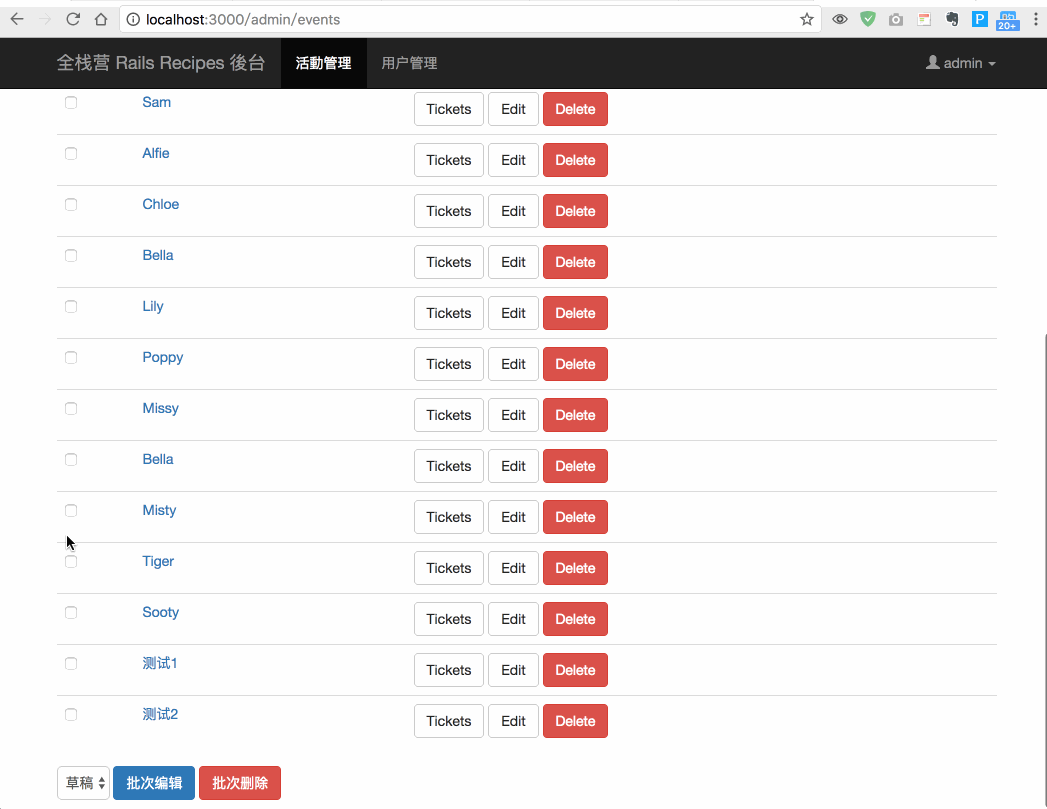 localhost:3000/admin/events
20+
全栈营 Rails Recipes 後台 活動管理 用户管理 admin
Sam Tickets Edit Delete
Alfie Tickets Edit Delete
Chloe Tickets Edit Delete
Bella Tickets Edit Delete
Lily Tickets Edit Delete
Poppy Tickets Edit Delete
Missy Tickets Edit Delete
Bella Tickets Edit Delete
Misty Tickets Edit Delete
Tiger Tickets Edit Delete
Sooty Tickets Edit Delete
测试1 Tickets Edit Delete
测试2 Tickets Edit Delete
草稿 批次编辑 批次删除